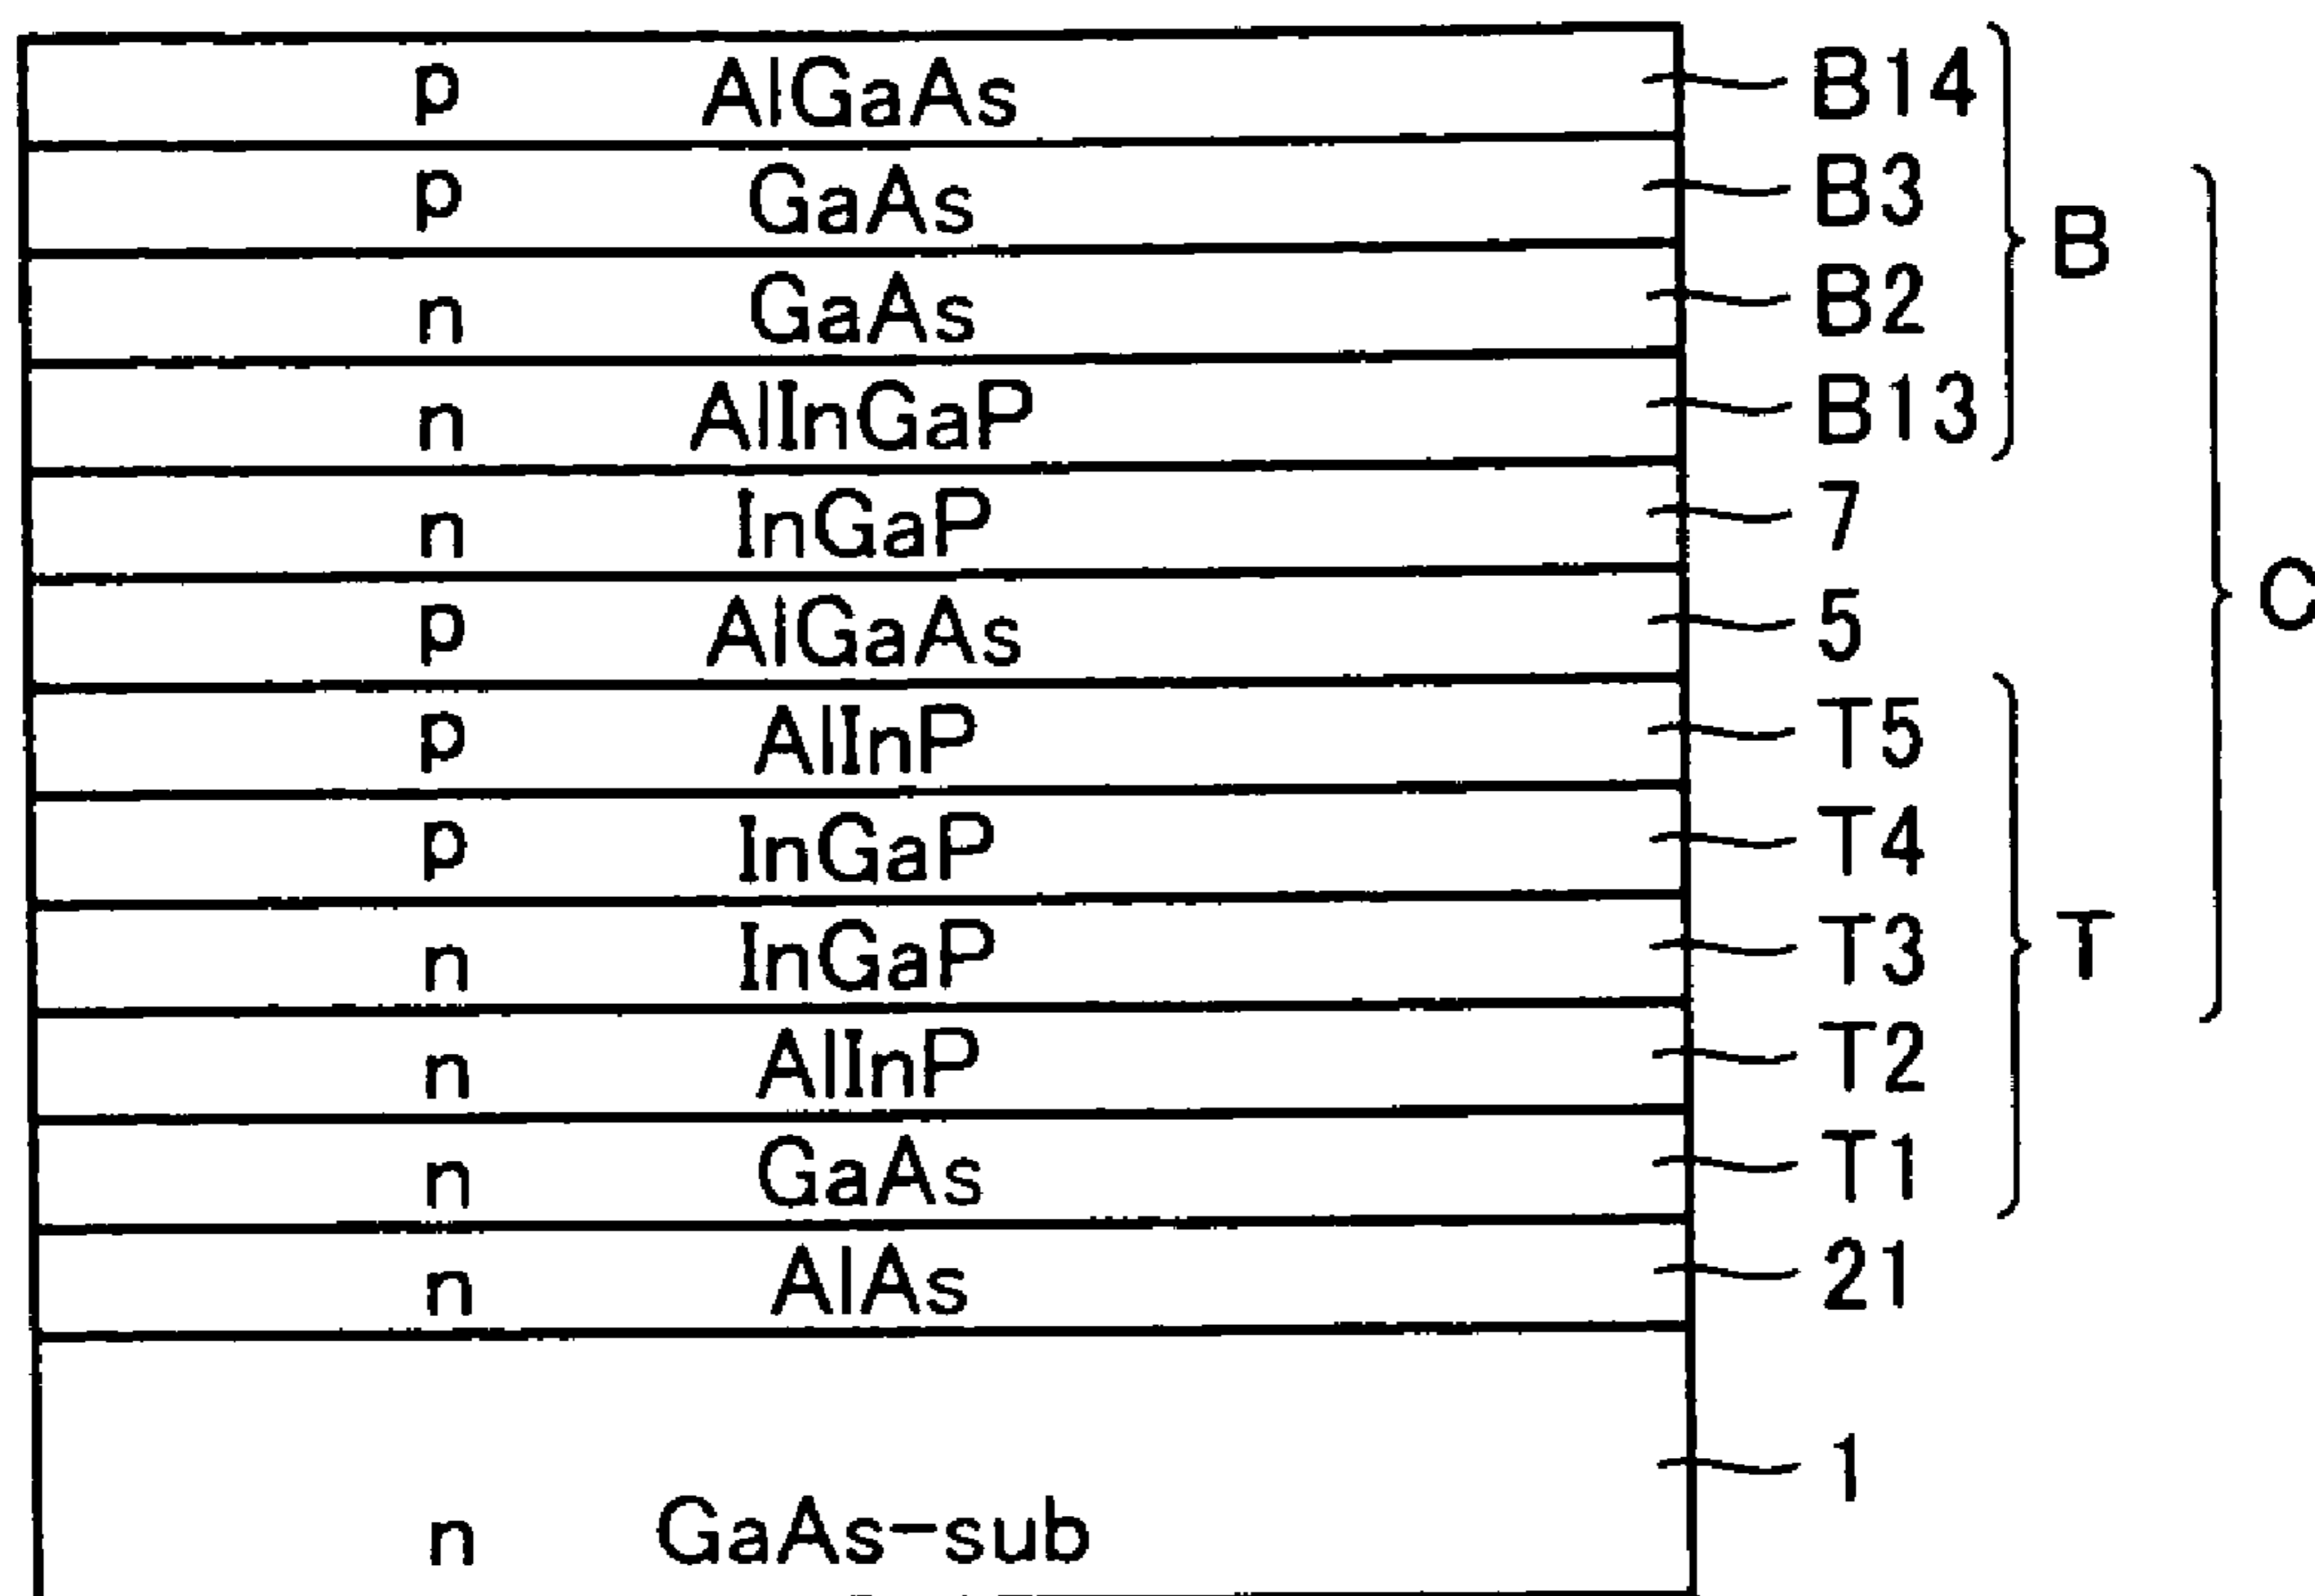 p AlGaAs B14
p GaAs B3
B
n GaAs B2
n AlInGaP B13
n InGaP 7
C
p AlGaAs 5
p AlInP T5
p InGaP T4
n InGaP T3
T
n AlInP T2
n GaAs T1
n AlAs 21
1
n GaAs-sub